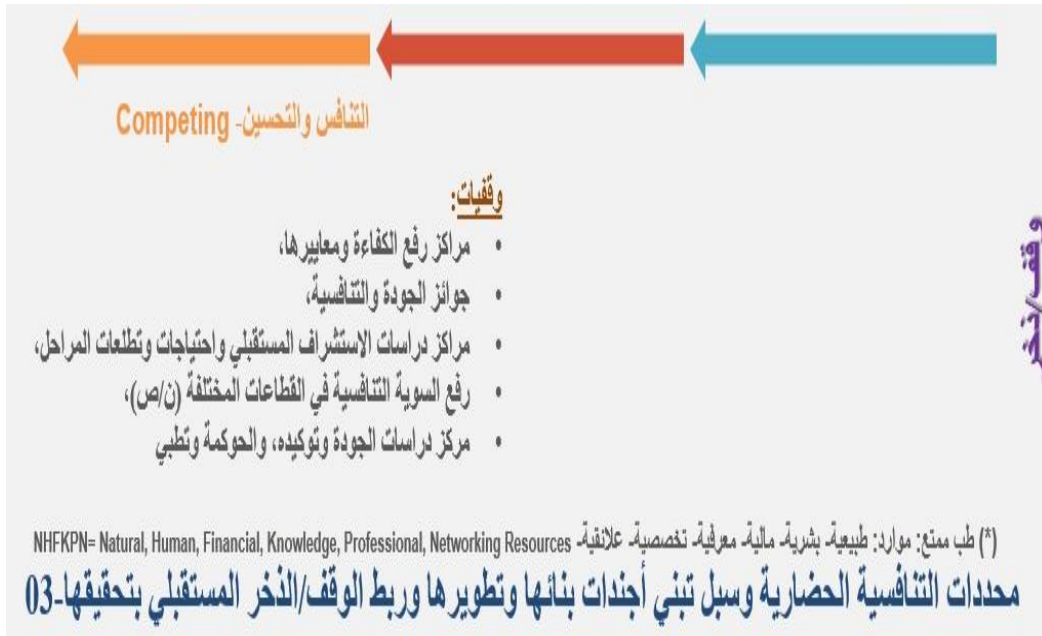 التنافس والتحسين- Competing
وقفيات:
• مراكز رفع الكفاءة ومعاييرها،
• جوائز الجودة والتنافسية،
• مراكز دراسات الاستشراف المستقبلي واحتياجات وتطلعات المراحل،
• رفع السوية التنافسية في القطاعات المختلفة (ن/ص)،
• مركز دراسات الجودة وتوكيده، والحوكمة وتطبي
وقف/ذخر
(*) طب ممتع: موارد: طبيعية- بشرية- مالية- معرفية- تخصصية- علائقية- NHFKPN= Natural, Human, Financial, Knowledge, Professional, Networking Resources
محددات التنافسية الحضارية وسبل تبني أجندات بنائها وتطويرها وربط الوقف/الذخر المستقبلي بتحقيقها-03